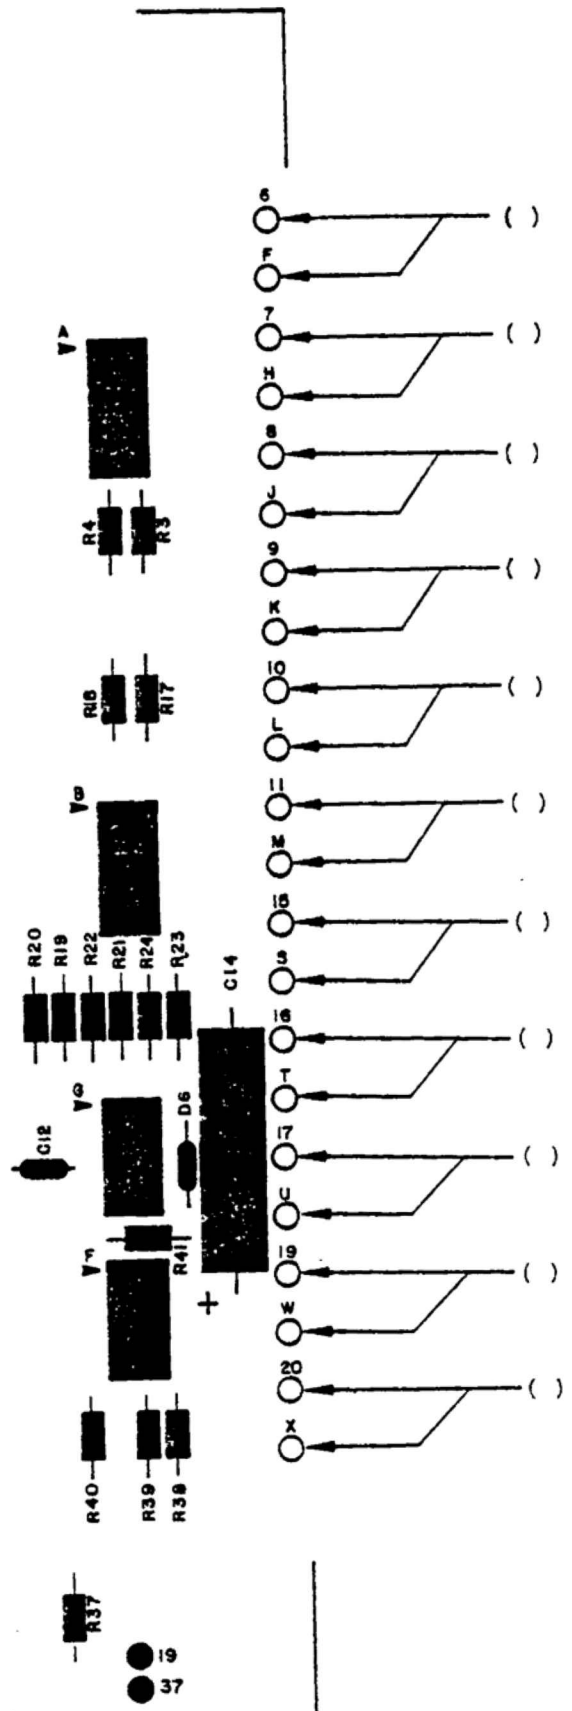 6
( )
F
7
( )
H
8
( )
J
9
( )
K
10
( )
L
11
( )
M
15
( )
S
16
( )
T
17
( )
U
19
( )
W
20
( )
X
A
R4
R3
R18
R17
B
R20
R19
R22
R21
R24
R23
C14
G
C12
D6
R41
F
+
R40
R39
R38
R37
19
37